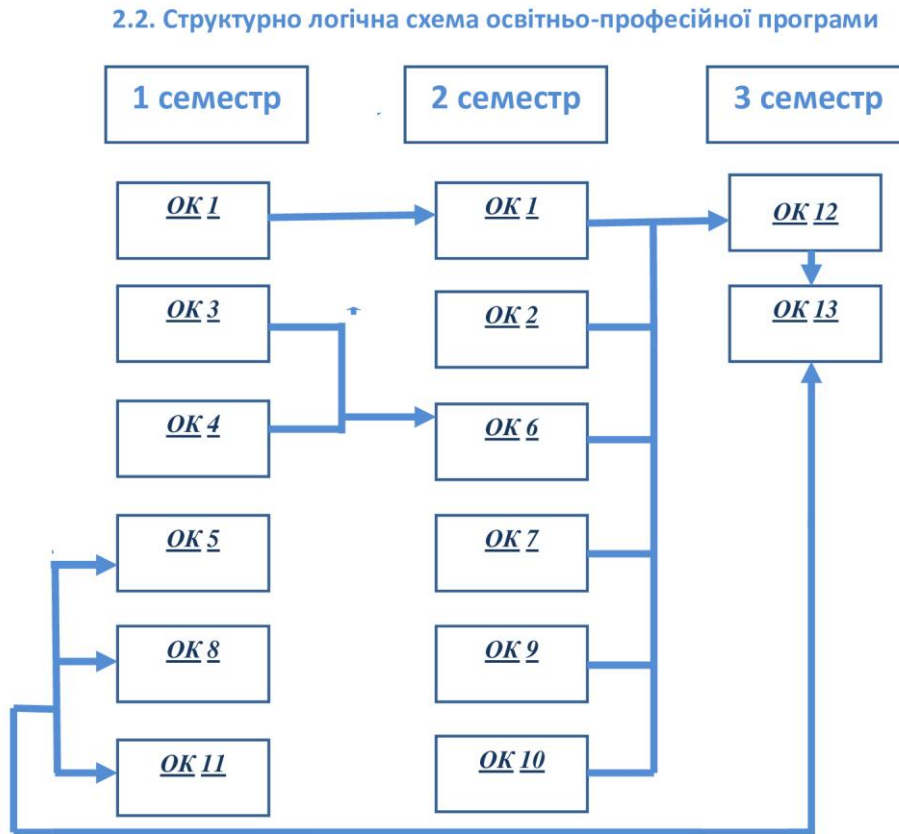 2.2. Структурно логічна схема освітньо-професійної програми
1 семестр
2 семестр
3 семестр
ОК 1
ОК 1
ОК 12
ОК 3
ОК 2
ОК 13
ОК 4
ОК 6
ОК 5
ОК 7
ОК 8
ОК 9
ОК 11
ОК 10